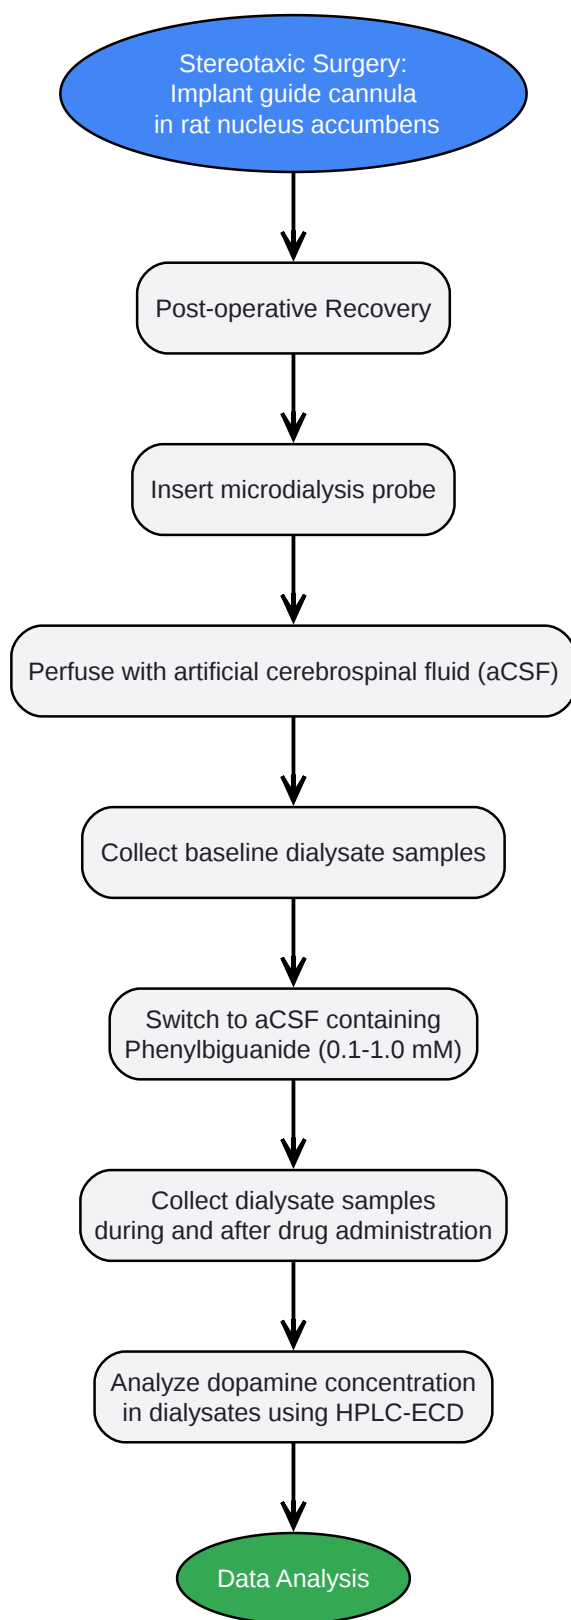 Stereotaxic Surgery:
Implant guide cannula
in rat nucleus accumbens
Post-operative Recovery
Insert microdialysis probe
Perfuse with artificial cerebrospinal fluid (aCSF)
Collect baseline dialysate samples
Switch to aCSF containing
Phenylbiguanide (0.1-1.0 mM)
Collect dialysate samples
during and after drug administration
Analyze dopamine concentration
in dialysates using HPLC-ECD
Data Analysis